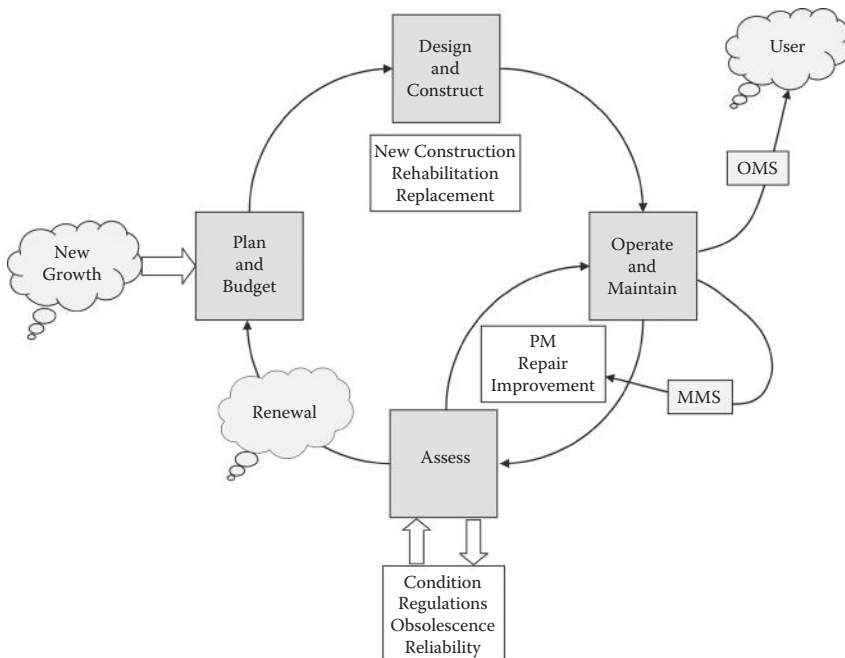 Design
and
Construct
User
New Construction
Rehabilitation
Replacement
OMS
New
Growth
Plan
and
Budget
Operate
and
Maintain
PM
Repair
Improvement
MMS
Renewal
Assess
Condition
Regulations
Obsolescence
Reliability